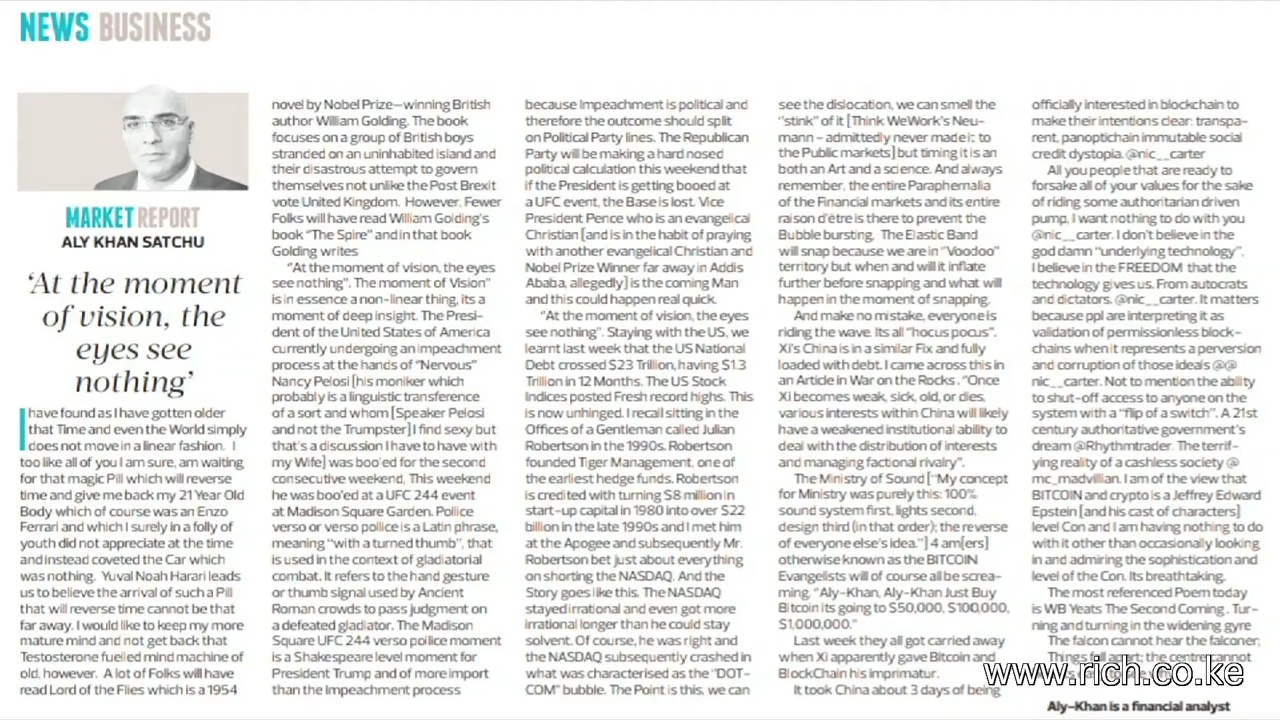 NEWS BUSINESS
MARKET REPORT
ALY KHAN SATCHU
‘At the moment
of vision, the
eyes see
nothing’
I have found as I have gotten older
that Time and even the World simply
does not move in a linear fashion. I
too like all of you I am sure, am waiting
for that magic Pill which will reverse
time and give me back my 21 Year Old
Body which of course was an Enzo
Ferrari and which I surely in a folly of
youth did not appreciate at the time
and instead coveted the Car which
was nothing. Yuval Noah Harari leads
us to believe the arrival of such a Pill
that will reverse time cannot be that
far away. I would like to keep my more
mature mind and not get back that
Testosterone fuelled mind machine of
old, however. A lot of Folks will have
read Lord of the Flies which is a 1954
novel by Nobel Prize–winning British
author William Golding. The book
focuses on a group of British boys
stranded on an uninhabited island and
their disastrous attempt to govern
themselves not unlike the Post Brexit
vote United Kingdom. However, Fewer
Folks will have read William Golding's
book “The Spire” and in that book
Golding writes
“At the moment of vision, the eyes
see nothing”. The moment of Vision”
is in essence a non-linear thing, its a
moment of deep insight. The Presi-
dent of the United States of America
currently undergoing an impeachment
process at the hands of “Nervous”
Nancy Pelosi [his moniker which
probably is a linguistic transference
of a sort and whom [Speaker Pelosi
and not the Trumpster] I find sexy but
that's a discussion I have to have with
my Wife] was boo'ed for the second
consecutive weekend. This weekend
he was boo'ed at a UFC 244 event
at Madison Square Garden. Pollice
verso or verso pollice is a Latin phrase,
meaning “with a turned thumb”, that
is used in the context of gladiatorial
combat. It refers to the hand gesture
or thumb signal used by Ancient
Roman crowds to pass judgment on
a defeated gladiator. The Madison
Square UFC 244 verso pollice moment
is a Shakespeare level moment for
President Trump and of more import
than the Impeachment process
because Impeachment is political and
therefore the outcome should split
on Political Party lines. The Republican
Party will be making a hard nosed
political calculation this weekend that
if the President is getting booed at
a UFC event, the Base is lost. Vice
President Pence who is an evangelical
Christian [and is in the habit of praying
with another evangelical Christian and
Nobel Prize Winner far away in Addis
Ababa, allegedly] is the coming Man
and this could happen real quick.
“At the moment of vision, the eyes
see nothing”. Staying with the US, we
learnt last week that the US National
Debt crossed $23 Trillion, having $1.3
Trillion in 12 Months. The US Stock
Indices posted Fresh record highs. This
is now unhinged. I recall sitting in the
Offices of a Gentleman called Julian
Robertson in the 1990s. Robertson
founded Tiger Management, one of
the earliest hedge funds. Robertson
is credited with turning $8 million in
start-up capital in 1980 into over $22
billion in the late 1990s and I met him
at the Apogee and subsequently Mr.
Robertson bet just about everything
on shorting the NASDAQ. And the
Story goes like this. The NASDAQ
stayed irrational and even got more
irrational longer than he could stay
solvent. Of course, he was right and
the NASDAQ subsequently crashed in
what was characterised as the “DOT-
COM” bubble. The Point is this, we can
see the dislocation, we can smell the
“stink” of it [Think WeWork's Neu-
mann – admittedly never made it to
the Public markets] but timing it is an
both an Art and a science. And always
remember, the entire Paraphernalia
of the Financial markets and its entire
raison d'être is there to prevent the
Bubble bursting. The Elastic Band
will snap because we are in “Voodoo”
territory but when and will it inflate
further before snapping and what will
happen in the moment of snapping.
And make no mistake, everyone is
riding the wave. Its all “hocus pocus”.
Xi's China is in a similar Fix and fully
loaded with debt. I came across this in
an Article in War on the Rocks . “Once
Xi becomes weak, sick, old, or dies,
various interests within China will likely
have a weakened institutional ability to
deal with the distribution of interests
and managing factional rivalry”.
The Ministry of Sound [“My concept
for Ministry was purely this: 100%
sound system first, lights second,
design third (in that order); the reverse
of everyone else's idea.”] 4 am[ers]
otherwise known as the BITCOIN
Evangelists will of course all be screa-
ming, “Aly-Khan, Aly-Khan Just Buy
Bitcoin its going to $50,000, $100,000,
$1,000,000.”
Last week they all got carried away
when Xi apparently gave Bitcoin and
BlockChain his imprimatur.
It took China about 3 days of being
officially interested in blockchain to
make their intentions clear: transpa-
rent, panoptichain immutable social
credit dystopia. @nic__carter
All you people that are ready to
forsake all of your values for the sake
of riding some authoritarian driven
pump, I want nothing to do with you
@nic__carter. I don't believe in the
god damn “underlying technology”,
I believe in the FREEDOM that the
technology gives us. From autocrats
and dictators. @nic__carter. It matters
because ppl are interpreting it as
validation of permissionless block-
chains when it represents a perversion
and corruption of those ideals @@
nic__carter. Not to mention the ability
to shut-off access to anyone on the
system with a “flip of a switch”. A 21st
century authoritative government's
dream @Rhythmtrader. The terrif-
ying reality of a cashless society @
mc_madvillian. I am of the view that
BITCOIN and crypto is a Jeffrey Edward
Epstein [and his cast of characters]
level Con and I am having nothing to do
with it other than occasionally looking
in and admiring the sophistication and
level of the Con. Its breathtaking.
The most referenced Poem today
is WB Yeats The Second Coming . Tur-
ning and turning in the widening gyre
The falcon cannot hear the falconer;
Things fall apart; the centre cannot
www.rich.co.ke
Aly-Khan is a financial analyst